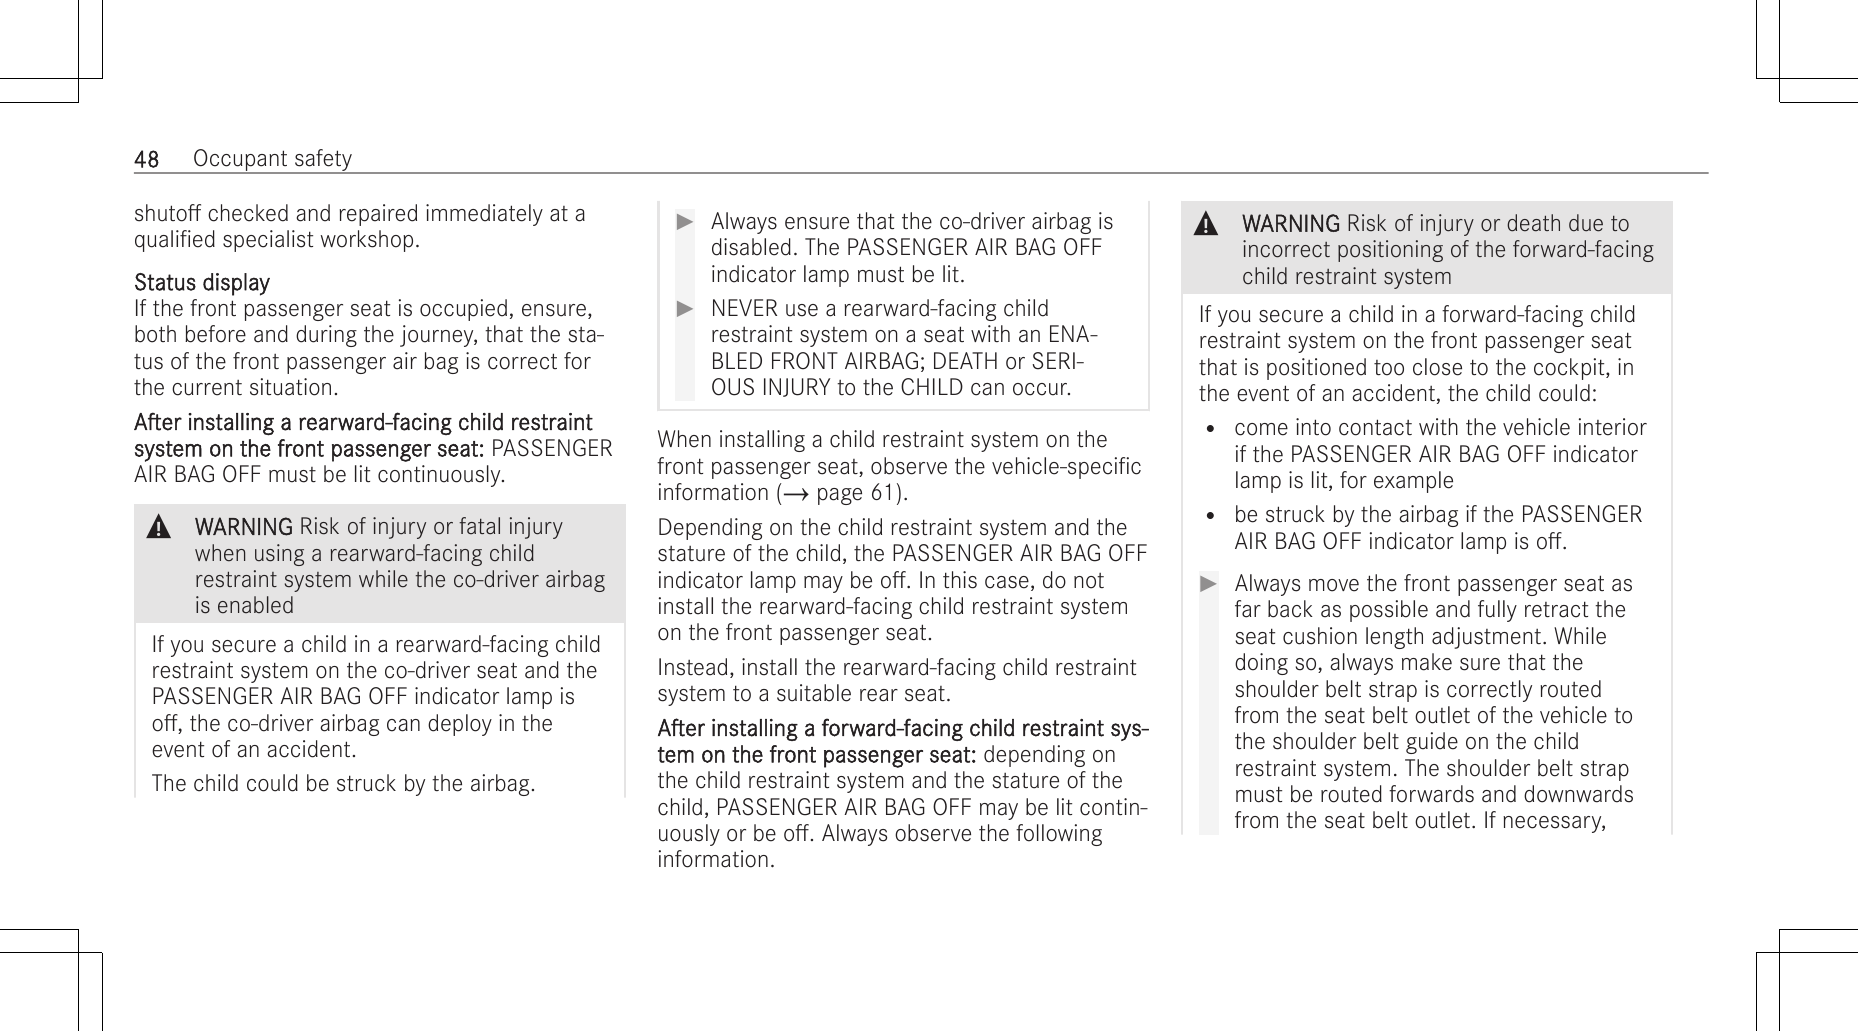 48 Occupant safety
shutoff checked and repaired immediately at a
qualified specialist workshop.
Status display
If the front passenger seat is occupied, ensure,
both before and during the journey, that the sta-
tus of the front passenger air bag is correct for
the current situation.
After installing a rearward-facing child restraint
system on the front passenger seat: PASSENGER
AIR BAG OFF must be lit continuously.
WARNING Risk of injury or fatal injury
when using a rearward-facing child
restraint system while the co-driver airbag
is enabled
If you secure a child in a rearward-facing child
restraint system on the co-driver seat and the
PASSENGER AIR BAG OFF indicator lamp is
off, the co-driver airbag can deploy in the
event of an accident.
The child could be struck by the airbag.
▶ Always ensure that the co-driver airbag is
disabled. The PASSENGER AIR BAG OFF
indicator lamp must be lit.
▶ NEVER use a rearward-facing child
restraint system on a seat with an ENA-
BLED FRONT AIRBAG; DEATH or SERI-
OUS INJURY to the CHILD can occur.
When installing a child restraint system on the
front passenger seat, observe the vehicle-specific
information (→ page 61).
Depending on the child restraint system and the
stature of the child, the PASSENGER AIR BAG OFF
indicator lamp may be off. In this case, do not
install the rearward-facing child restraint system
on the front passenger seat.
Instead, install the rearward-facing child restraint
system to a suitable rear seat.
After installing a forward-facing child restraint sys-
tem on the front passenger seat: depending on
the child restraint system and the stature of the
child, PASSENGER AIR BAG OFF may be lit contin-
uously or be off. Always observe the following
information.
WARNING Risk of injury or death due to
incorrect positioning of the forward-facing
child restraint system
If you secure a child in a forward-facing child
restraint system on the front passenger seat
that is positioned too close to the cockpit, in
the event of an accident, the child could:
• come into contact with the vehicle interior
if the PASSENGER AIR BAG OFF indicator
lamp is lit, for example
• be struck by the airbag if the PASSENGER
AIR BAG OFF indicator lamp is off.
▶ Always move the front passenger seat as
far back as possible and fully retract the
seat cushion length adjustment. While
doing so, always make sure that the
shoulder belt strap is correctly routed
from the seat belt outlet of the vehicle to
the shoulder belt guide on the child
restraint system. The shoulder belt strap
must be routed forwards and downwards
from the seat belt outlet. If necessary,